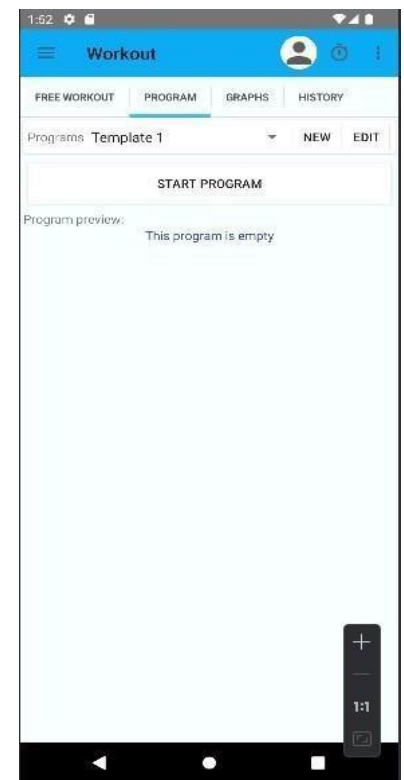 1:52
Workout
FREE WORKOUT PROGRAM GRAPHS HISTORY
Programs Template 1 NEW EDIT
START PROGRAM
Program preview:
This program is empty
1:1